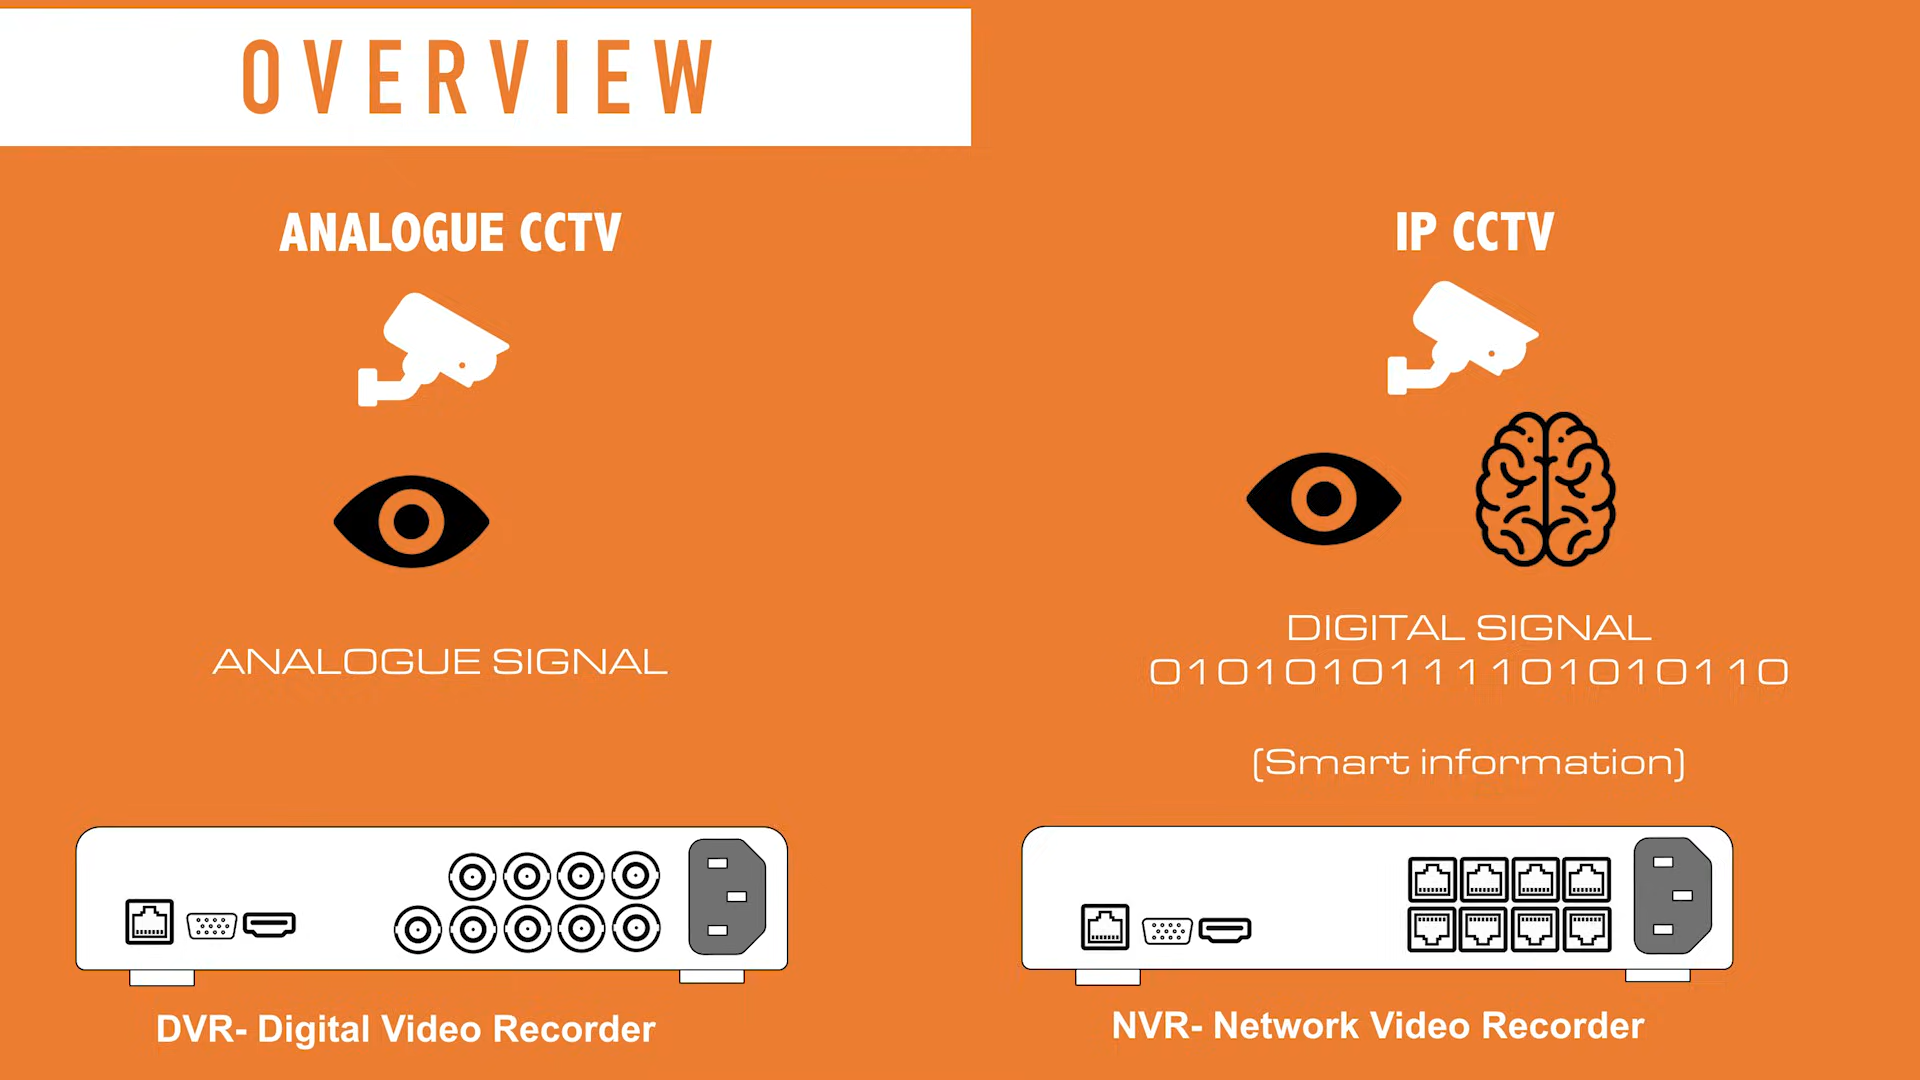 OVERVIEW
ANALOGUE CCTV
ANALOGUE SIGNAL
DVR- Digital Video Recorder
IP CCTV
DIGITAL SIGNAL
0101010111101010110
(Smart information)
NVR- Network Video Recorder